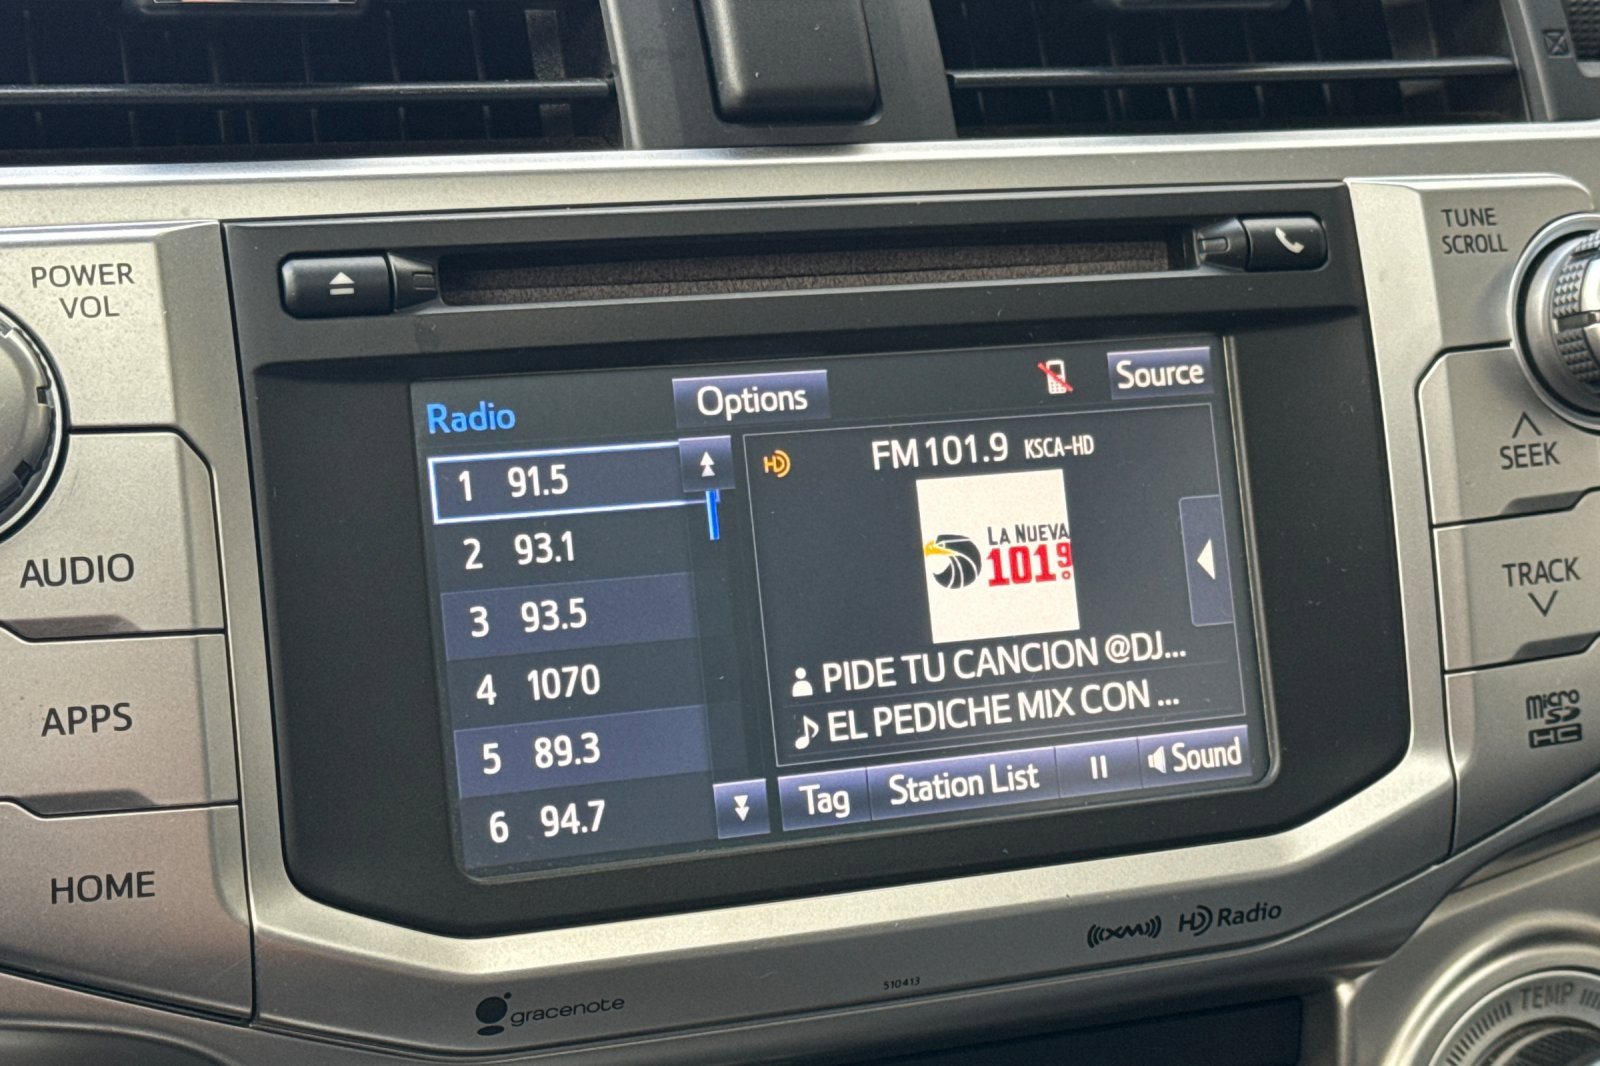 POWER
VOL
AUDIO
APPS
HOME
TUNE
SCROLL
SEEK
TRACK
micro
SD
HC
TEMP
Radio
Options
Source
1 91.5
2 93.1
3 93.5
4 1070
5 89.3
6 94.7
HD
FM 101.9 KSCA-HD
LA NUEVA
101.9
PIDE TU CANCION @DJ...
EL PEDICHE MIX CON ...
Tag
Station List
Sound
((XM))
HD Radio
510413
gracenote